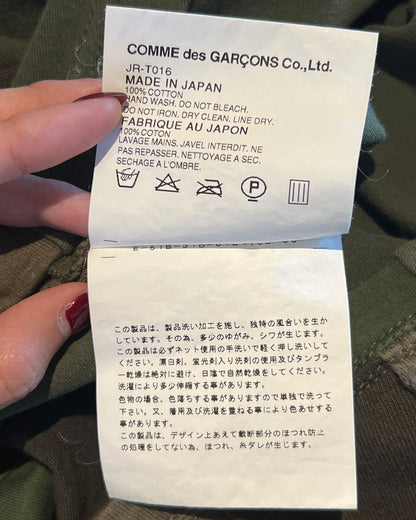 COMME des GARÇONS Co.,Ltd.
JR-T016
MADE IN JAPAN
100% COTTON
HAND WASH. DO NOT BLEACH.
DO NOT IRON. DRY CLEAN. LINE DRY.
FABRIQUE AU JAPON
100% COTON
LAVAGE MAINS. JAVEL INTERDIT. NE
PAS REPASSER. NETTOYAGE A SEC.
SECHAGE A L'OMBRE.
P
この製品は、製品洗い加工を施し、独特の風合いを生か
しています。その為、多少のゆがみ、シワが生じます。
この製品は必ずネット使用の手洗いで軽く押し洗いして
ください。漂白剤、蛍光剤入り洗剤の使用及びタンブラ
ー乾燥は絶対に避け、日陰で自然乾燥をしてください。
洗濯により多少伸縮する事があります。
色物の場合、色落ちする事がありますので単独で洗って
下さい。又、着用及び洗濯を重ねる事により色あせする
事があります。
この製品は、デザイン上あえて裁断部分のほつれ防止
の処理をしてない為、ほつれ、糸ダレが生じます。